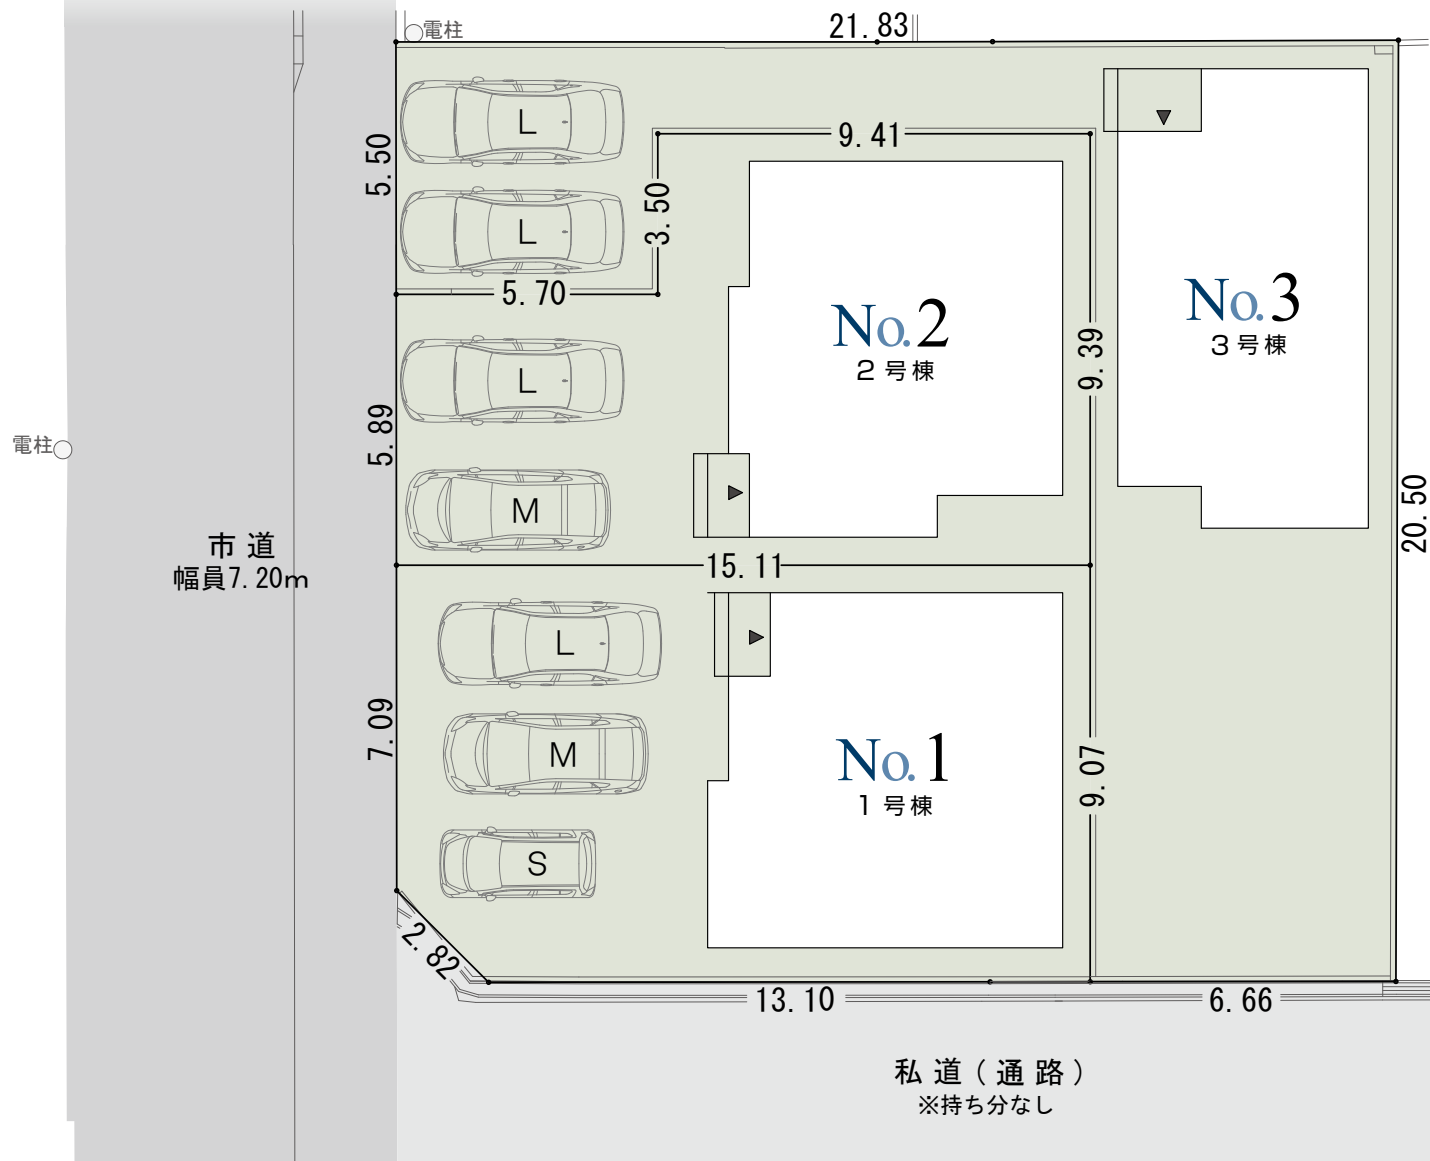 電柱
21.83
L
9.41
5.50
3.50
L
5.70
No.3
3号棟
No.2
2号棟
L
9.39
5.89
電柱
M
20.50
市道
幅員7.20m
15.11
L
7.09
M
No.1
1号棟
9.07
S
2.82
13.10
6.66
私道(通路)
※持ち分なし